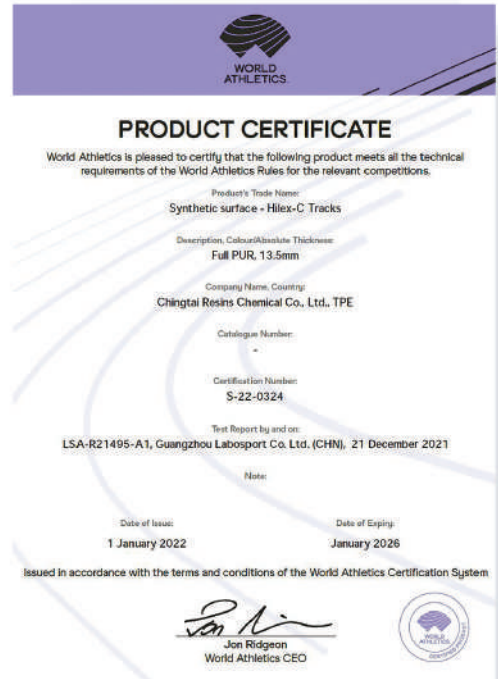 WORLD
ATHLETICS.
PRODUCT CERTIFICATE
World Athletics is pleased to certify that the following product meets all the technical
requirements of the World Athletics Rules for the relevant competitions.
Product's Trade Name:
Synthetic surface - Hilex-C Tracks
Description, Colour/Absolute Thickness:
Full PUR, 13.5mm
Company Name, Country:
Chingtai Resins Chemical Co., Ltd., TPE
Catalogue Number:
-
Certification Number:
S-22-0324
Test Report by and on:
LSA-R21495-A1, Guangzhou Labosport Co. Ltd. (CHN), 21 December 2021
Note:
Date of Issue: Date of Expiry:
1 January 2022 January 2026
Issued in accordance with the terms and conditions of the World Athletics Certification System
Jon Ridgeon
World Athletics CEO
WORLD
ATHLETICS
CERTIFIED PRODUCT